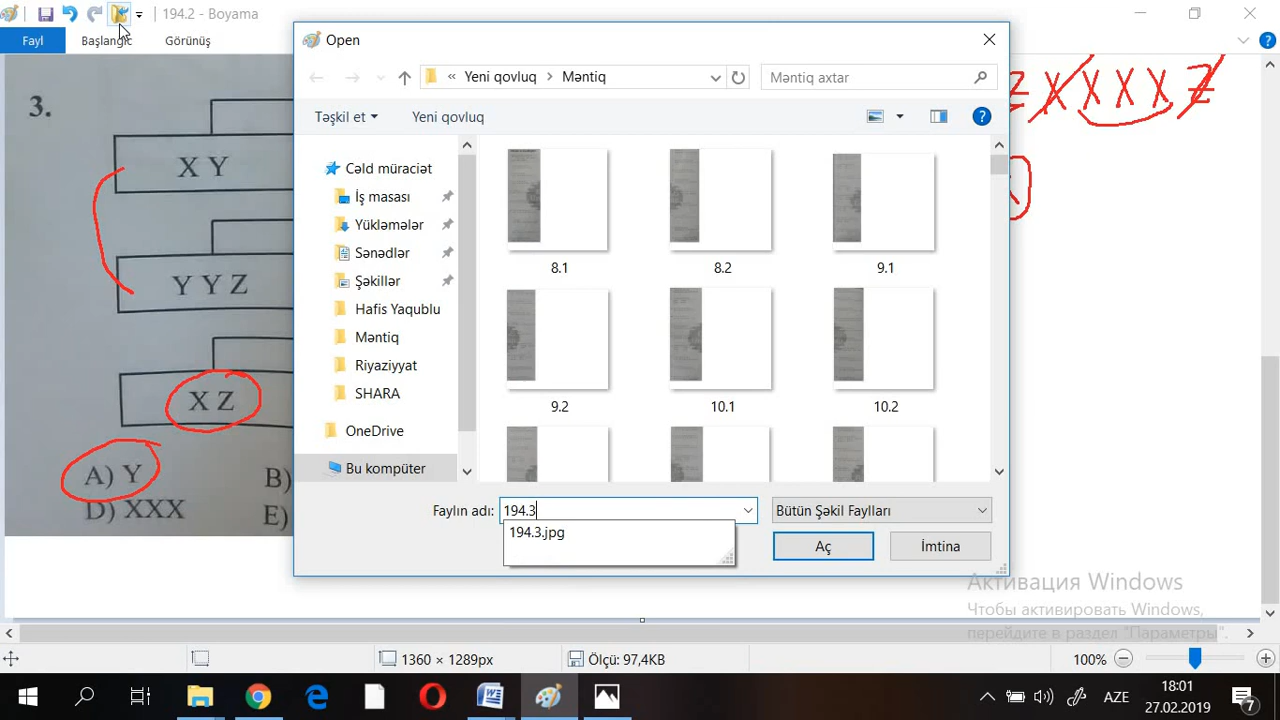 194.2 - Boyama
Fayl
Başlangıc
Görünüş
3.
X Y
Y Y Z
X Z
A) Y
B)
D) XXX
E)
Z X X X X Z
Open
« Yeni qovluq > Məntiq
Məntiq axtar
Təşkil et
Yeni qovluq
Cəld müraciət
İş masası
Yükləmələr
Sənədlər
Şəkillər
Hafis Yaqublu
Məntiq
Riyaziyyat
SHARA
OneDrive
Bu kompüter
8.1
8.2
9.1
9.2
10.1
10.2
Faylın adı:
194.3
Bütün Şəkil Faylları
194.3.jpg
Aç
İmtina
Активация Windows
Чтобы активировать Windows,
перейдите в раздел "Параметры".
1360 × 1289px
Ölçü: 97,4KB
100%
AZE
18:01
27.02.2019
7